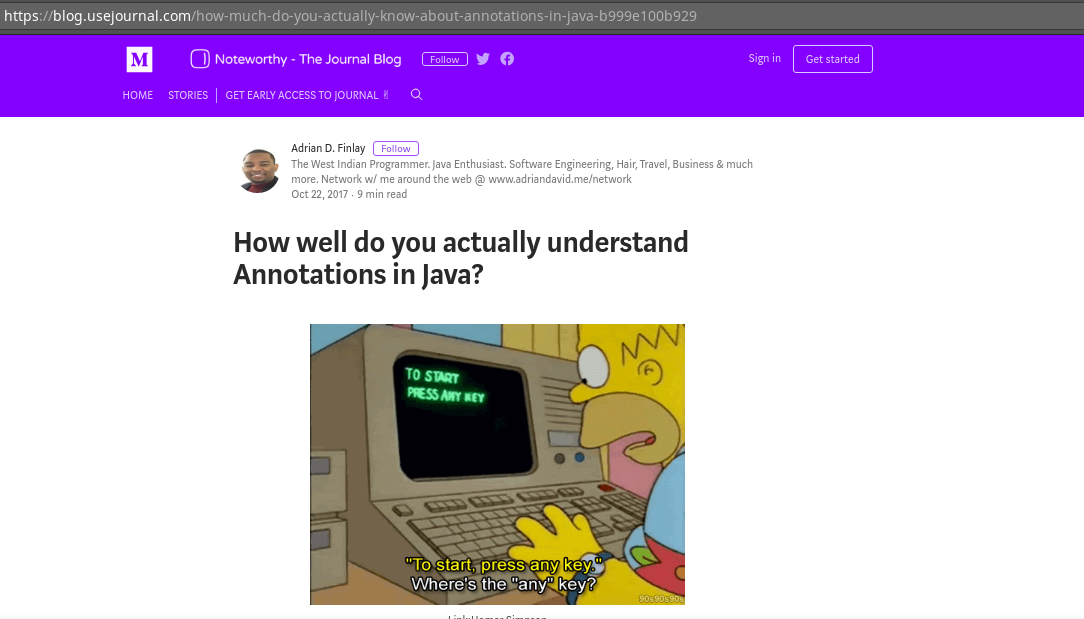 https://blog.usejournal.com/how-much-do-you-actually-know-about-annotations-in-java-b999e100b929
M Noteworthy - The Journal Blog Follow Sign in Get started
HOME STORIES GET EARLY ACCESS TO JOURNAL
Adrian D. Finlay Follow
The West Indian Programmer. Java Enthusiast. Software Engineering, Hair, Travel, Business & much
more. Network w/ me around the web @ www.adriandavid.me/network
Oct 22, 2017 · 9 min read
How well do you actually understand
Annotations in Java?
TO START
PRESS ANY KEY
"To start, press any key."
Where's the "any" key?
90s90s90s